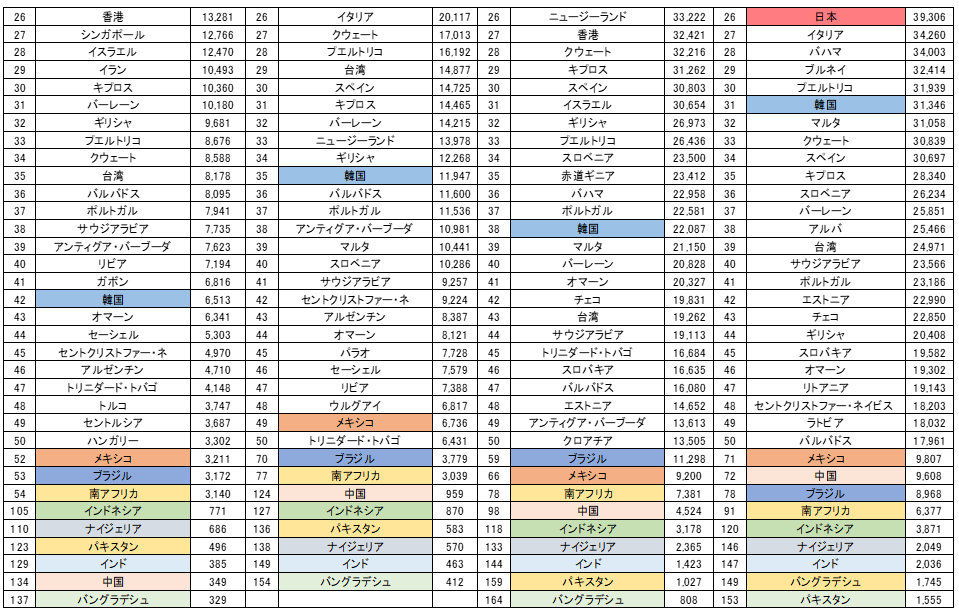 26 香港 13,281 26 イタリア 20,117 26 ニュージーランド 33,222 26 日本 39,306
27 シンガポール 12,766 27 クウェート 17,013 27 香港 32,421 27 イタリア 34,260
28 イスラエル 12,470 28 プエルトリコ 16,192 28 クウェート 32,216 28 バハマ 34,003
29 イラン 10,493 29 台湾 14,877 29 キプロス 31,262 29 ブルネイ 32,414
30 キプロス 10,360 30 スペイン 14,725 30 スペイン 30,803 30 プエルトリコ 31,939
31 バーレーン 10,180 31 キプロス 14,465 31 イスラエル 30,654 31 韓国 31,346
32 ギリシャ 9,681 32 バーレーン 14,215 32 ギリシャ 26,973 32 マルタ 31,058
33 プエルトリコ 8,676 33 ニュージーランド 13,978 33 プエルトリコ 26,436 33 クウェート 30,839
34 クウェート 8,588 34 ギリシャ 12,268 34 スロベニア 23,500 34 スペイン 30,697
35 台湾 8,178 35 韓国 11,947 35 赤道ギニア 23,412 35 キプロス 28,340
36 バルバドス 8,095 36 バルバドス 11,600 36 バハマ 22,958 36 スロベニア 26,234
37 ポルトガル 7,941 37 ポルトガル 11,536 37 ポルトガル 22,581 37 バーレーン 25,851
38 サウジアラビア 7,735 38 アンティグア・バーブーダ 10,981 38 韓国 22,087 38 アルバ 25,466
39 アンティグア・バーブーダ 7,623 39 マルタ 10,441 39 マルタ 21,150 39 台湾 24,971
40 リビア 7,194 40 スロベニア 10,286 40 バーレーン 20,828 40 サウジアラビア 23,566
41 ガボン 6,816 41 サウジアラビア 9,257 41 オマーン 20,327 41 ポルトガル 23,186
42 韓国 6,513 42 セントクリストファー・ネ 9,224 42 チェコ 19,831 42 エストニア 22,990
43 オマーン 6,341 43 アルゼンチン 8,387 43 台湾 19,262 43 チェコ 22,850
44 セーシェル 5,303 44 オマーン 8,121 44 サウジアラビア 19,113 44 ギリシャ 20,408
45 セントクリストファー・ネ 4,970 45 パラオ 7,728 45 トリニダード・トバゴ 16,684 45 スロバキア 19,582
46 アルゼンチン 4,710 46 セーシェル 7,579 46 スロバキア 16,635 46 オマーン 19,302
47 トリニダード・トバゴ 4,148 47 リビア 7,388 47 バルバドス 16,080 47 リトアニア 19,143
48 トルコ 3,747 48 ウルグアイ 6,817 48 エストニア 14,652 48 セントクリストファー・ネイビス 18,203
49 セントルシア 3,687 49 メキシコ 6,736 49 アンティグア・バーブーダ 13,613 49 ラトビア 18,032
50 ハンガリー 3,302 50 トリニダード・トバゴ 6,431 50 クロアチア 13,505 50 バルバドス 17,961
52 メキシコ 3,211 70 ブラジル 3,779 59 ブラジル 11,298 71 メキシコ 9,807
53 ブラジル 3,172 77 南アフリカ 3,039 66 メキシコ 9,200 72 中国 9,608
54 南アフリカ 3,140 124 中国 959 78 南アフリカ 7,381 78 ブラジル 8,968
105 インドネシア 771 127 インドネシア 870 98 中国 4,524 91 南アフリカ 6,377
110 ナイジェリア 686 136 パキスタン 583 118 インドネシア 3,178 120 インドネシア 3,871
123 パキスタン 496 138 ナイジェリア 570 133 ナイジェリア 2,365 146 ナイジェリア 2,049
129 インド 385 149 インド 463 144 インド 1,423 147 インド 2,036
134 中国 349 154 バングラデシュ 412 159 パキスタン 1,027 149 バングラデシュ 1,745
137 バングラデシュ 329 164 バングラデシュ 808 153 パキスタン 1,555